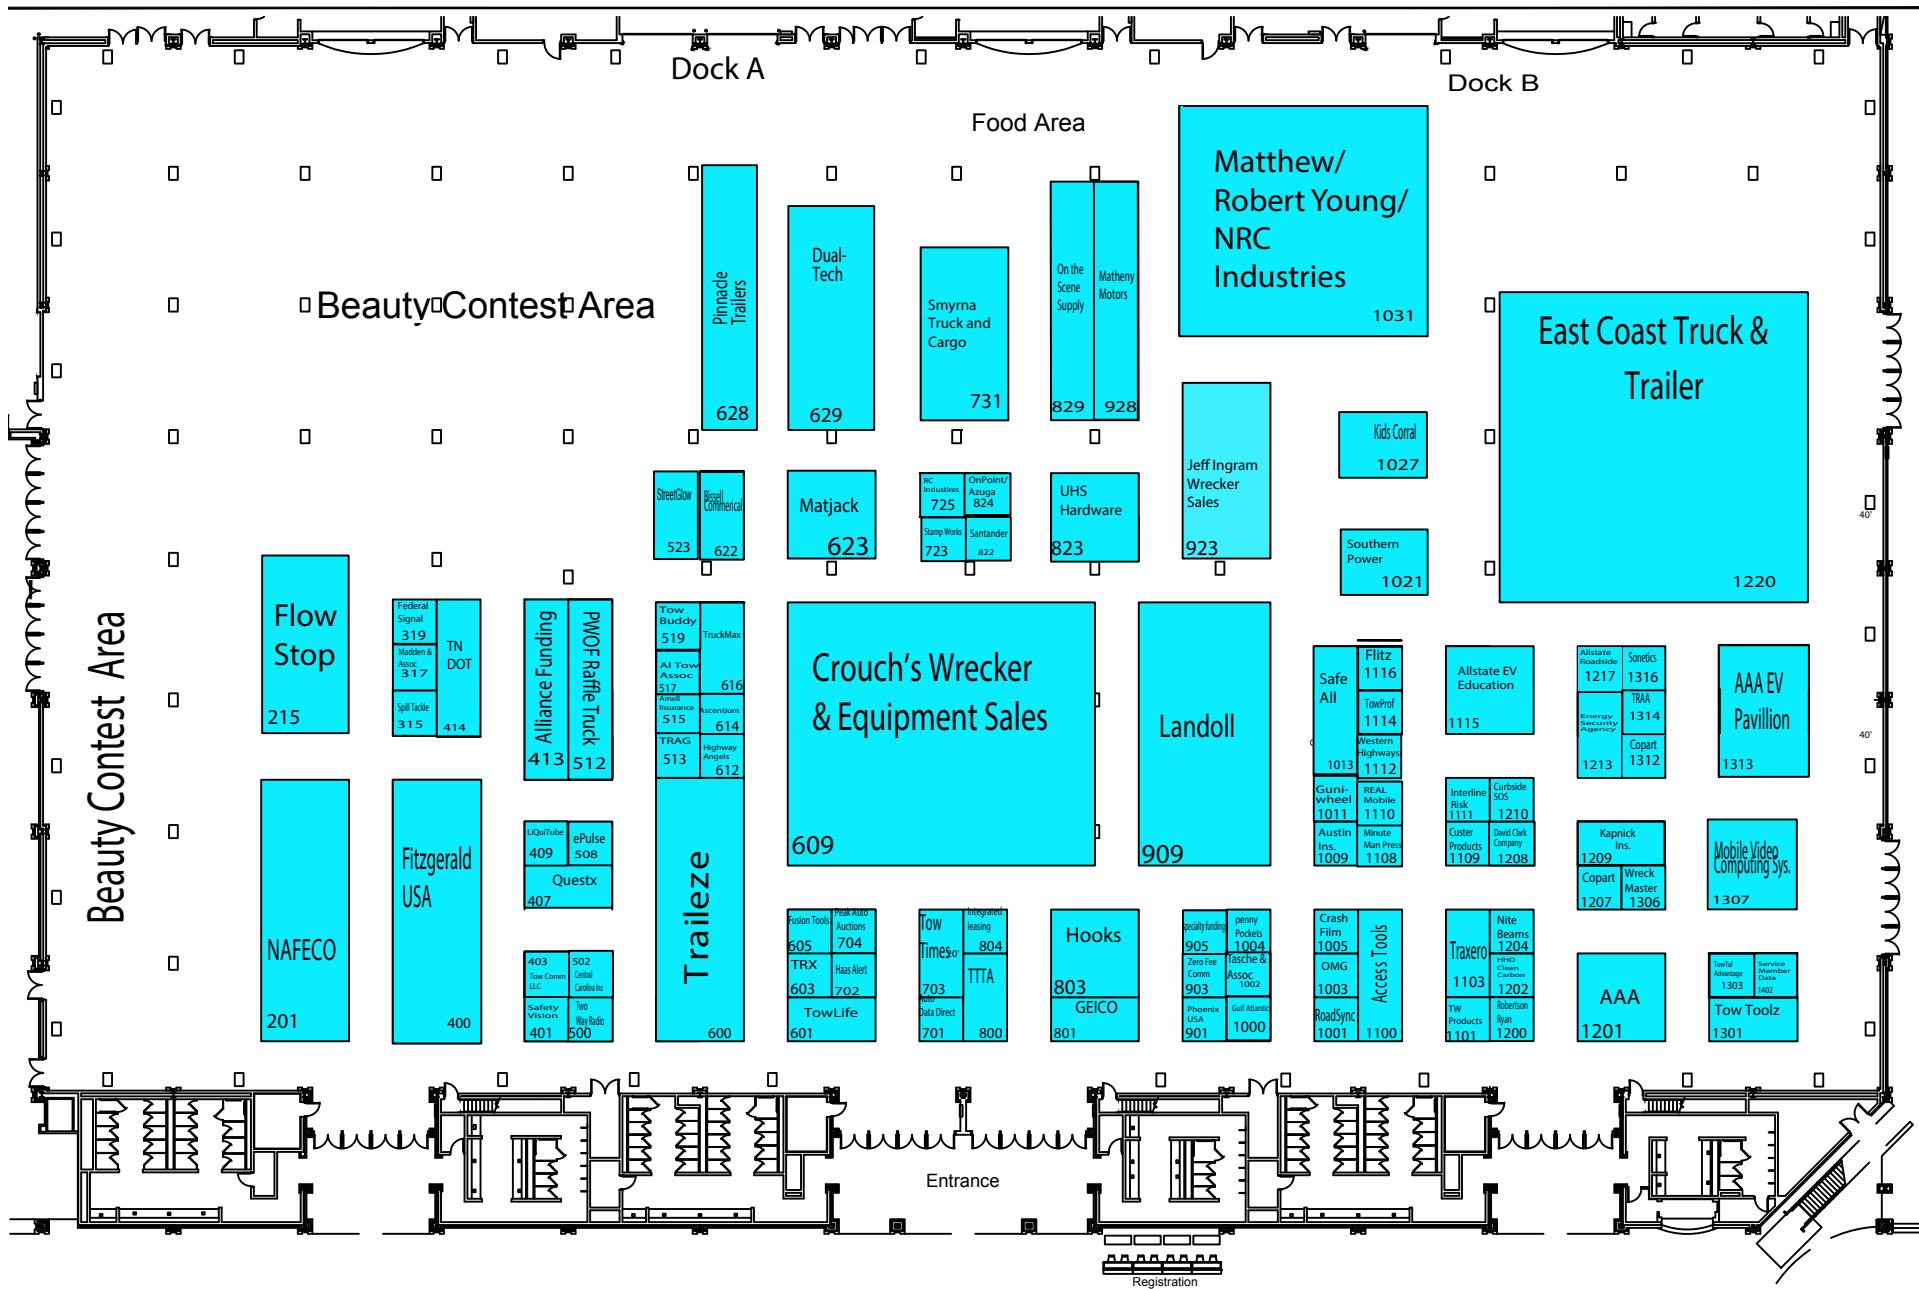 Dock A
Dock B
Food Area
Matthew/
Robert Young/
NRC
Industries
1031
Beauty Contest Area
Pinnacle
Trailers
628
Dual-
Tech
629
Smyrna
Truck and
Cargo
731
On the
Scene
Supply
829
Matheny
Motors
928
East Coast Truck &
Trailer
1220
Jeff Ingram
Wrecker
Sales
923
Kids Corral
1027
Southern
Power
1021
StreetGlow
523
Bissell
Commerical
622
Matjack
623
RC
Industires
725
OnPoint/
Azuga
824
Stamp Works
723
Santander
822
UHS
Hardware
823
40'
40'
Beauty Contest Area
Flow
Stop
215
Federal
Signal
319
Madden &
Assoc
317
Spill Tackle
315
TN
DOT
414
Alliance Funding
413
PWOF Raffle Truck
512
Tow
Buddy
519
TruckMax
616
Al Tow
Assoc
517
Amell
Insurance
515
Ascentium
614
TRAG
513
Highway
Angels
612
Crouch's Wrecker
& Equipment Sales
609
Landoll
909
Safe
All
1013
Flitz
1116
TowProf
1114
Western
Highways
1112
Guni-
wheel
1011
REAL
Mobile
1110
Austin
Ins.
1009
Minute
Man Press
1108
Allstate EV
Education
1115
Interline
Risk
1111
Curbside
SOS
1210
Custer
Products
1109
David Clark
Company
1208
Allstate
Roadside
1217
Sonetics
1316
Energy
Security
Agency
1213
TRAA
1314
Copart
1312
AAA EV
Pavillion
1313
Kapnick
Ins.
1209
Copart
1207
Wreck
Master
1306
Mobile Video
Computing Sys.
1307
NAFECO
201
Fitzgerald
USA
400
LiQuiTube
409
ePulse
508
Questx
407
403
Tow Comm
LLC
502
Central
Carolina Ins
Safety
Vision
401
Two
Way Radio
500
Traileze
600
Fusion Tools
605
Peak Auto
Auctions
704
TRX
603
Haas Alert
702
TowLife
601
Tow
Times
20'
703
Integrated
leasing
804
Auto
Data Direct
701
TTTA
800
Hooks
803
GEICO
801
Specialty funding
905
penny
Pockets
1004
Zero Fee
Comm
903
Tasche &
Assoc
1002
Phoenix
USA
901
Gulf Atlantic
1000
Crash
Film
1005
OMG
1003
RoadSync
1001
Access Tools
1100
Traxero
1103
Nite
Beams
1204
HHO
Clean
Carbon
1202
TW
Products
1101
Robertson
Ryan
1200
AAA
1201
TowTal
Advantage
1303
Service
Member
Data
1402
Tow Toolz
1301
Entrance
Registration